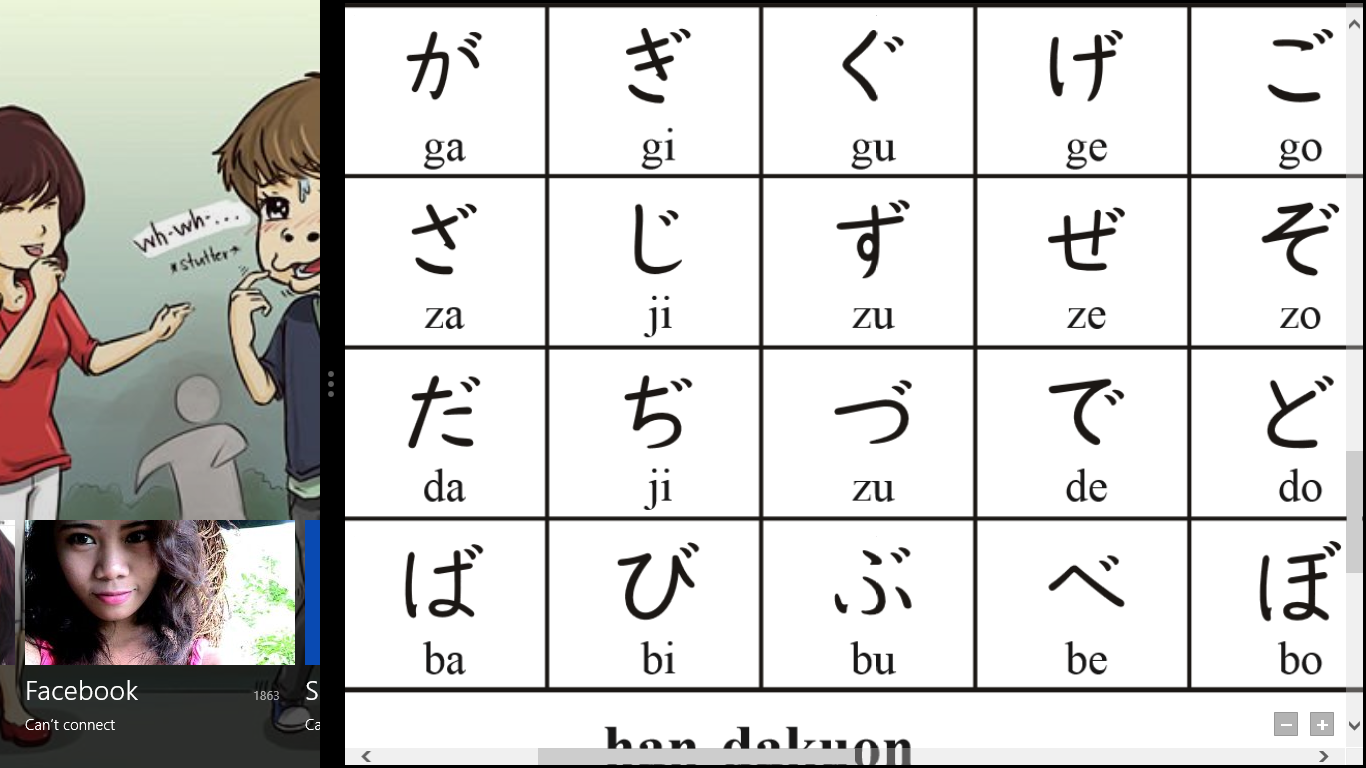 wh-wh-...
*stutter*
Facebook 1863
Can't connect
S
Ca
が ぎ ぐ げ ご
ga gi gu ge go
ざ じ ず ぜ ぞ
za ji zu ze zo
だ ぢ づ で ど
da ji zu de do
ば び ぶ べ ぼ
ba bi bu be bo
han-dakuon